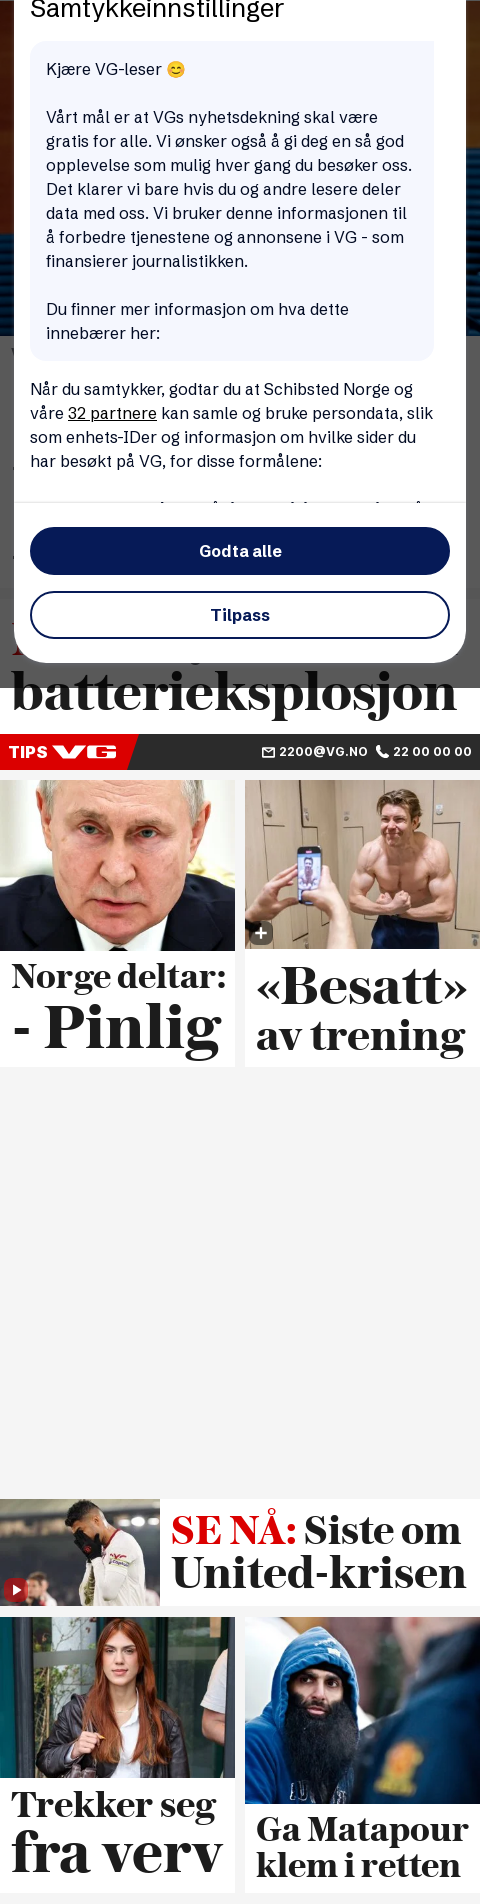 Samtykkeinnstillinger
Kjære VG-leser 😊
Vårt mål er at VGs nyhetsdekning skal være
gratis for alle. Vi ønsker også å gi deg en så god
opplevelse som mulig hver gang du besøker oss.
Det klarer vi bare hvis du og andre lesere deler
data med oss. Vi bruker denne informasjonen til
å forbedre tjenestene og annonsene i VG - som
finansierer journalistikken.
Du finner mer informasjon om hva dette
innebærer her:
Når du samtykker, godtar du at Schibsted Norge og
våre 32 partnere kan samle og bruke persondata, slik
som enhets-IDer og informasjon om hvilke sider du
har besøkt på VG, for disse formålene:
Godta alle
Tilpass
batterieksplosjon
TIPS VG
2200@VG.NO 22 00 00 00
Norge deltar:
- Pinlig
«Besatt»
av trening
SE NÅ: Siste om
United-krisen
Trekker seg
fra verv
Ga Matapour
klem i retten